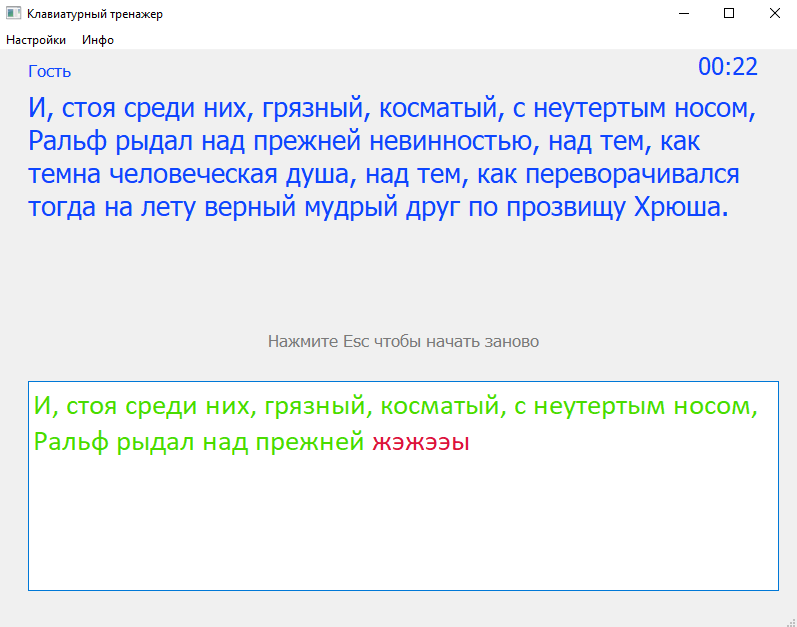 Клавиатурный тренажер
Настройки Инфо
Гость
00:22
И, стоя среди них, грязный, косматый, с неутертым носом,
Ральф рыдал над прежней невинностью, над тем, как
темна человеческая душа, над тем, как переворачивался
тогда на лету верный мудрый друг по прозвищу Хрюша.
Нажмите Esc чтобы начать заново
И, стоя среди них, грязный, косматый, с неутертым носом,
Ральф рыдал над прежней жэжээы